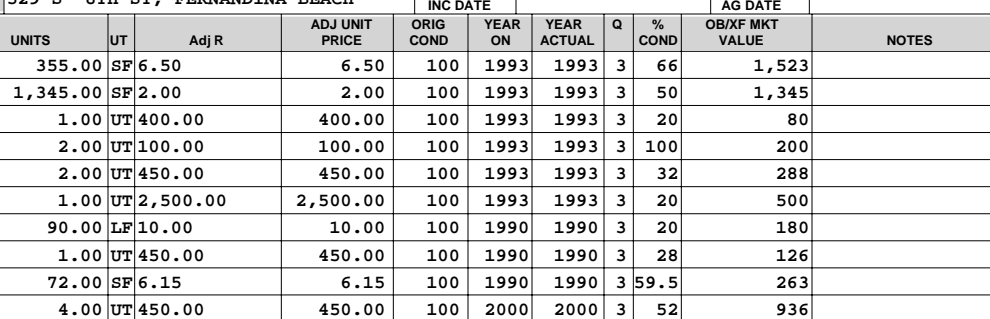 329 S 8TH ST, FERNANDINA BEACH INC DATE AG DATE
UNITS UT Adj R ADJ UNIT PRICE ORIG COND YEAR ON YEAR ACTUAL Q % COND OB/XF MKT VALUE NOTES
355.00 SF 6.50 6.50 100 1993 1993 3 66 1,523
1,345.00 SF 2.00 2.00 100 1993 1993 3 50 1,345
1.00 UT 400.00 400.00 100 1993 1993 3 20 80
2.00 UT 100.00 100.00 100 1993 1993 3 100 200
2.00 UT 450.00 450.00 100 1993 1993 3 32 288
1.00 UT 2,500.00 2,500.00 100 1993 1993 3 20 500
90.00 LF 10.00 10.00 100 1990 1990 3 20 180
1.00 UT 450.00 450.00 100 1990 1990 3 28 126
72.00 SF 6.15 6.15 100 1990 1990 3 59.5 263
4.00 UT 450.00 450.00 100 2000 2000 3 52 936